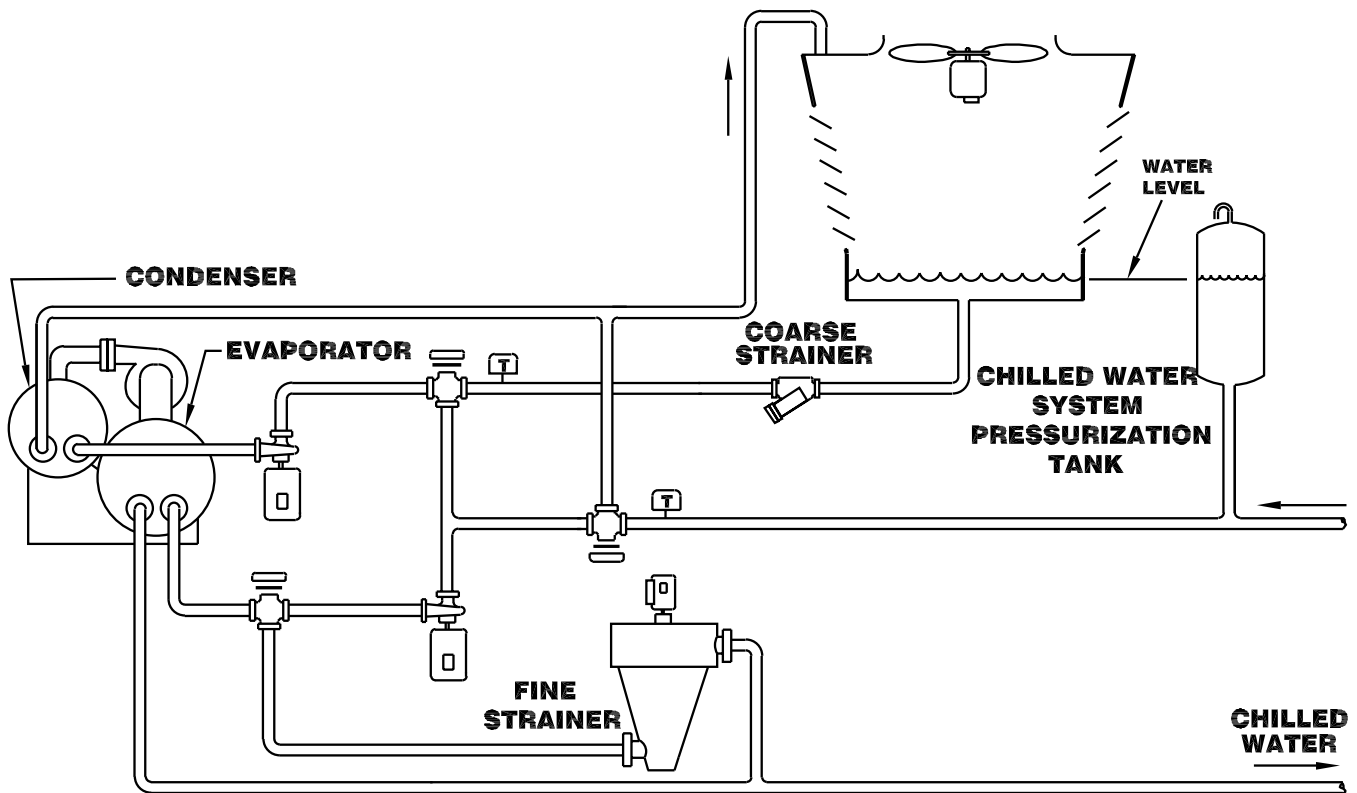 WATER
LEVEL
CONDENSER
COARSE
STRAINER
EVAPORATOR
T
CHILLED WATER
SYSTEM
PRESSURIZATION
TANK
T
FINE
STRAINER
CHILLED
WATER